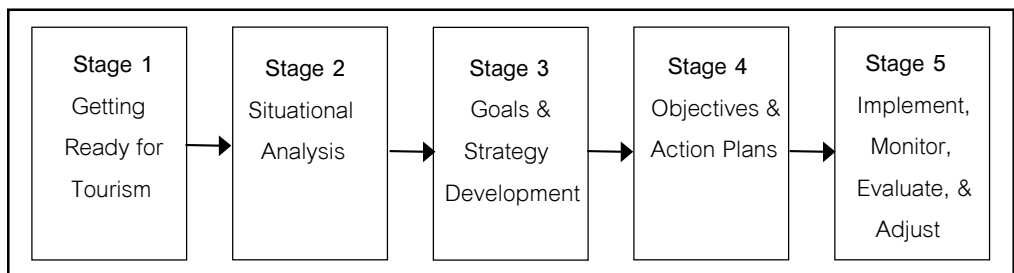 Stage 1
Getting
Ready for
Tourism
Stage 2
Situational
Analysis
Stage 3
Goals &
Strategy
Development
Stage 4
Objectives &
Action Plans
Stage 5
Implement,
Monitor,
Evaluate, &
Adjust